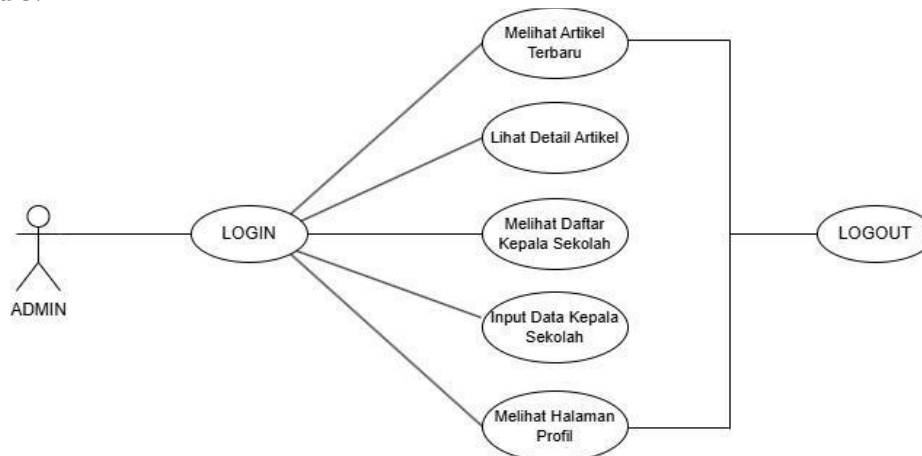 Melihat Artikel
Terbaru
Lihat Detail Artikel
LOGIN
Melihat Daftar
Kepala Sekolah
LOGOUT
ADMIN
Input Data Kepala
Sekolah
Melihat Halaman
Profil